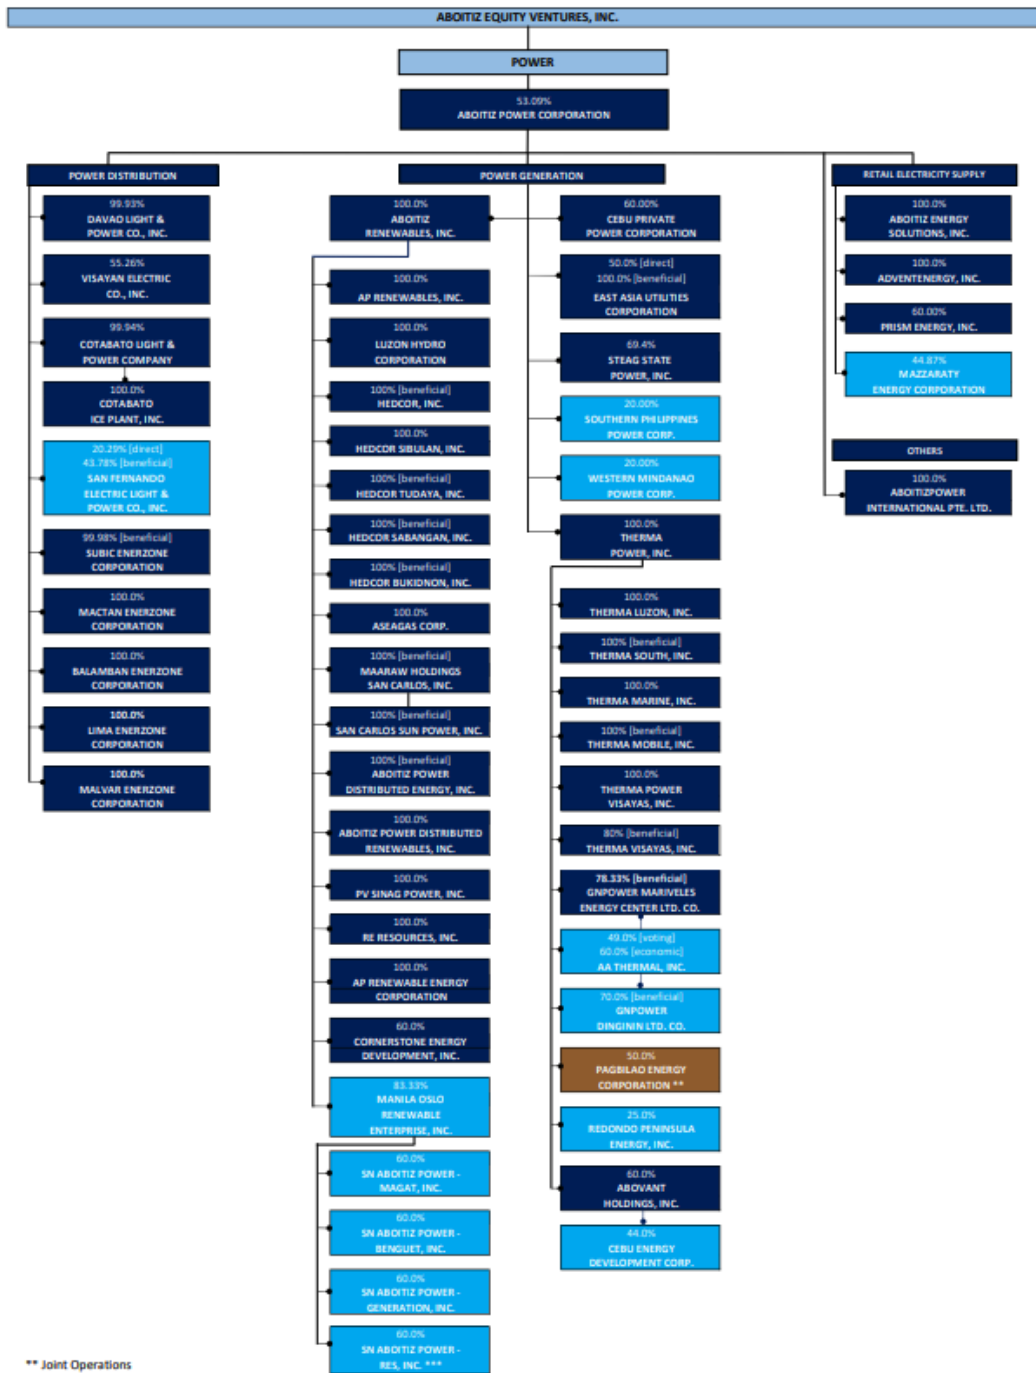 ABOITIZ EQUITY VENTURES, INC.
POWER
53.09%
ABOITIZ POWER CORPORATION
POWER DISTRIBUTION
99.93%
DAVAO LIGHT &
POWER CO., INC.
55.26%
VISAYAN ELECTRIC
CO., INC.
99.94%
COTABATO LIGHT &
POWER COMPANY
100.0%
COTABATO
ICE PLANT, INC.
20.29% [direct]
43.78% [beneficial]
SAN FERNANDO
ELECTRIC LIGHT &
POWER CO., INC.
99.98% [beneficial]
SUBIC ENERZONE
CORPORATION
100.0%
MACTAN ENERZONE
CORPORATION
100.0%
BALAMBAN ENERZONE
CORPORATION
100.0%
LIMA ENERZONE
CORPORATION
100.0%
MALVAR ENERZONE
CORPORATION
POWER GENERATION
100.0%
ABOITIZ
RENEWABLES, INC.
100.0%
AP RENEWABLES, INC.
100.0%
LUZON HYDRO
CORPORATION
100% [beneficial]
HEDCOR, INC.
100.0%
HEDCOR SIBULAN, INC.
100% [beneficial]
HEDCOR TUDAYA, INC.
100% [beneficial]
HEDCOR SABANGAN, INC.
100% [beneficial]
HEDCOR BUKIDNON, INC.
100.0%
ASEAGAS CORP.
100% [beneficial]
MAARAW HOLDINGS
SAN CARLOS, INC.
100% [beneficial]
SAN CARLOS SUN POWER, INC.
100% [beneficial]
ABOITIZ POWER
DISTRIBUTED ENERGY, INC.
100.0%
ABOITIZ POWER DISTRIBUTED
RENEWABLES, INC.
100.0%
PV SINAG POWER, INC.
100.0%
RE RESOURCES, INC.
100.0%
AP RENEWABLE ENERGY
CORPORATION
60.0%
CORNERSTONE ENERGY
DEVELOPMENT, INC.
83.33%
MANILA OSLO
RENEWABLE
ENTERPRISE, INC.
60.0%
SN ABOITIZ POWER -
MAGAT, INC.
60.0%
SN ABOITIZ POWER -
BENGUET, INC.
60.0%
SN ABOITIZ POWER -
GENERATION, INC.
60.0%
SN ABOITIZ POWER -
RES, INC. ***
60.00%
CEBU PRIVATE
POWER CORPORATION
50.0% [direct]
100.0% [beneficial]
EAST ASIA UTILITIES
CORPORATION
69.4%
STEAG STATE
POWER, INC.
20.00%
SOUTHERN PHILIPPINES
POWER CORP.
20.00%
WESTERN MINDANAO
POWER CORP.
100.0%
THERMA
POWER, INC.
100.0%
THERMA LUZON, INC.
100% [beneficial]
THERMA SOUTH, INC.
100.0%
THERMA MARINE, INC.
100% [beneficial]
THERMA MOBILE, INC.
100.0%
THERMA POWER
VISAYAS, INC.
80% [beneficial]
THERMA VISAYAS, INC.
78.33% [beneficial]
GNPOWER MARIVELES
ENERGY CENTER LTD. CO.
49.0% [voting]
60.0% [economic]
AA THERMAL, INC.
70.0% [beneficial]
GNPOWER
DINGININ LTD. CO.
50.0%
PAGBILAO ENERGY
CORPORATION **
25.0%
REDONDO PENINSULA
ENERGY, INC.
60.0%
ABOVANT
HOLDINGS, INC.
44.0%
CEBU ENERGY
DEVELOPMENT CORP.
RETAIL ELECTRICITY SUPPLY
100.0%
ABOITIZ ENERGY
SOLUTIONS, INC.
100.0%
ADVENTENERGY, INC.
60.00%
PRISM ENERGY, INC.
44.87%
MAZZARATY
ENERGY CORPORATION
OTHERS
100.0%
ABOITIZPOWER
INTERNATIONAL PTE. LTD.
** Joint Operations